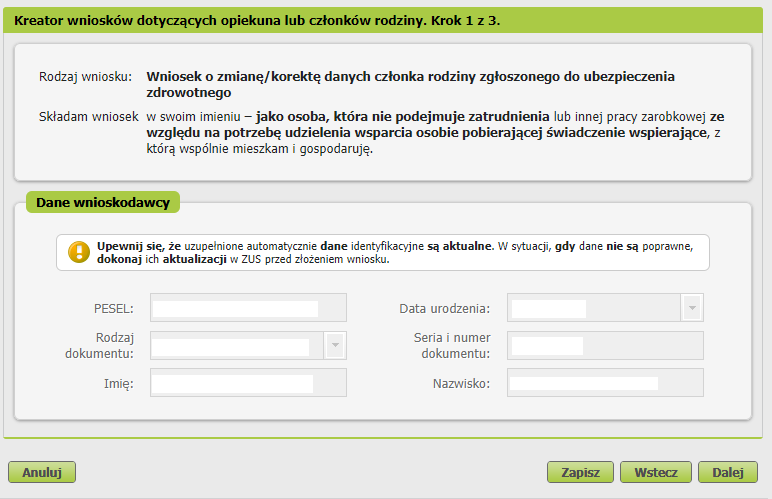 Kreator wniosków dotyczących opiekuna lub członków rodziny. Krok 1 z 3.
Rodzaj wniosku: Wniosek o zmianę/korektę danych członka rodziny zgłoszonego do ubezpieczenia
zdrowotnego
Składam wniosek w swoim imieniu – jako osoba, która nie podejmuje zatrudnienia lub innej pracy zarobkowej ze
względu na potrzebę udzielenia wsparcia osobie pobierającej świadczenie wspierające, z
którą wspólnie mieszkam i gospodaruję.
Dane wnioskodawcy
Upewnij się, że uzupełnione automatycznie dane identyfikacyjne są aktualne. W sytuacji, gdy dane nie są poprawne,
dokonaj ich aktualizacji w ZUS przed złożeniem wniosku.
PESEL: Data urodzenia:
Rodzaj
dokumentu:
Seria i numer
dokumentu:
Imię: Nazwisko:
Anuluj Zapisz Wstecz Dalej